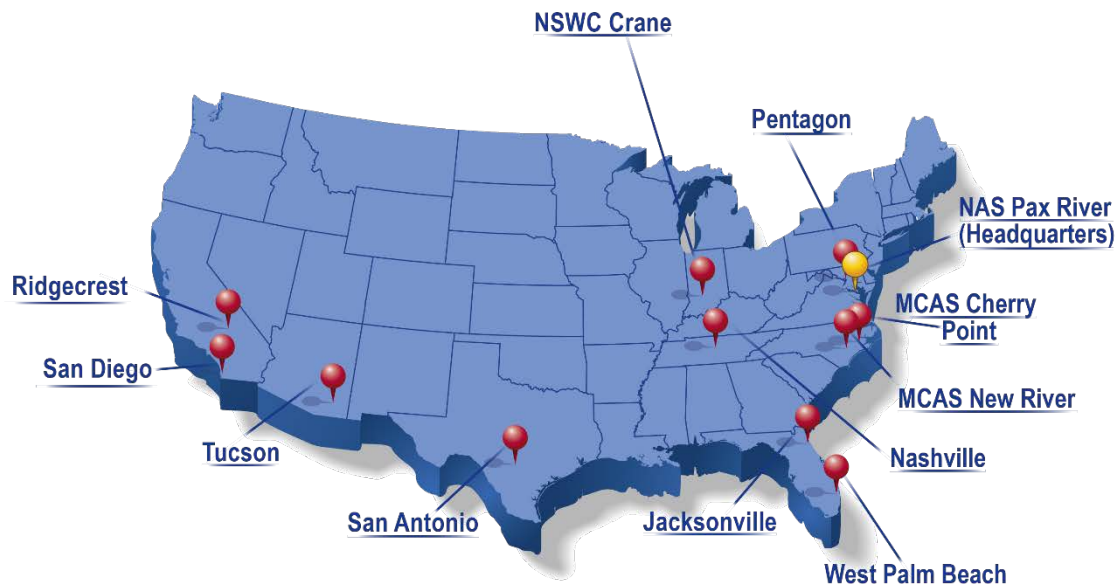 NSWC Crane
Pentagon
NAS Pax River
(Headquarters)
Ridgecrest
MCAS Cherry
Point
San Diego
MCAS New River
Tucson
Nashville
San Antonio
Jacksonville
West Palm Beach